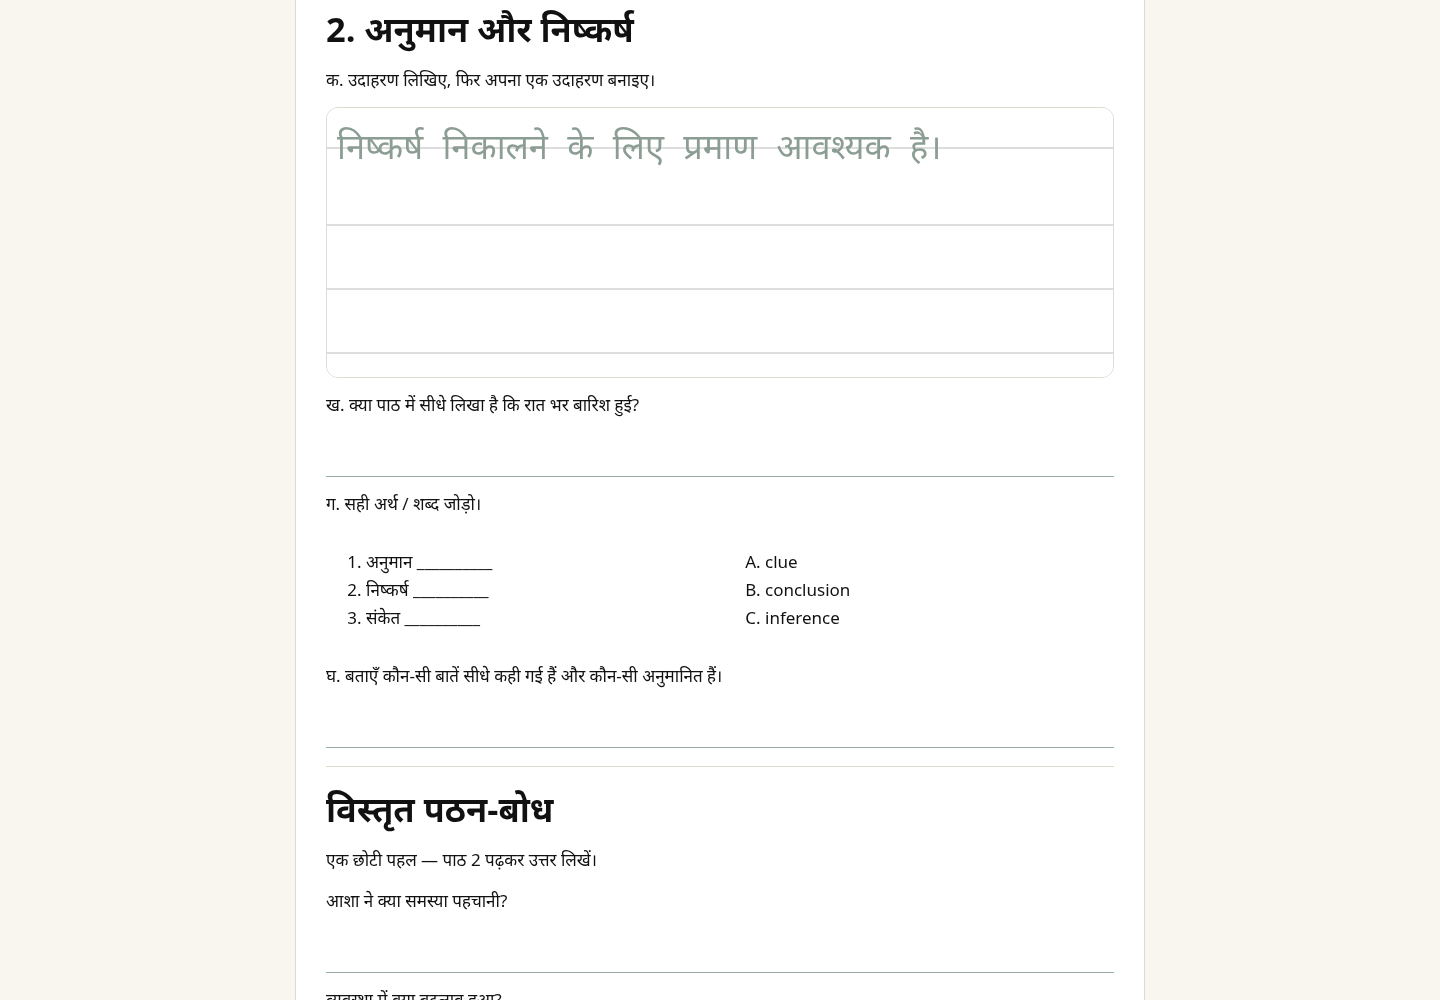 2. अनुमान और निष्कर्ष
क. उदाहरण लिखिए, फिर अपना एक उदाहरण बनाइए।
निष्कर्ष निकालने के लिए प्रमाण आवश्यक है।
ख. क्या पाठ में सीधे लिखा है कि रात भर बारिश हुई?
ग. सही अर्थ / शब्द जोड़ो।
1. अनुमान __________
2. निष्कर्ष __________
3. संकेत __________
A. clue
B. conclusion
C. inference
घ. बताएँ कौन-सी बातें सीधे कही गई हैं और कौन-सी अनुमानित हैं।
विस्तृत पठन-बोध
एक छोटी पहल — पाठ 2 पढ़कर उत्तर लिखें।
आशा ने क्या समस्या पहचानी?